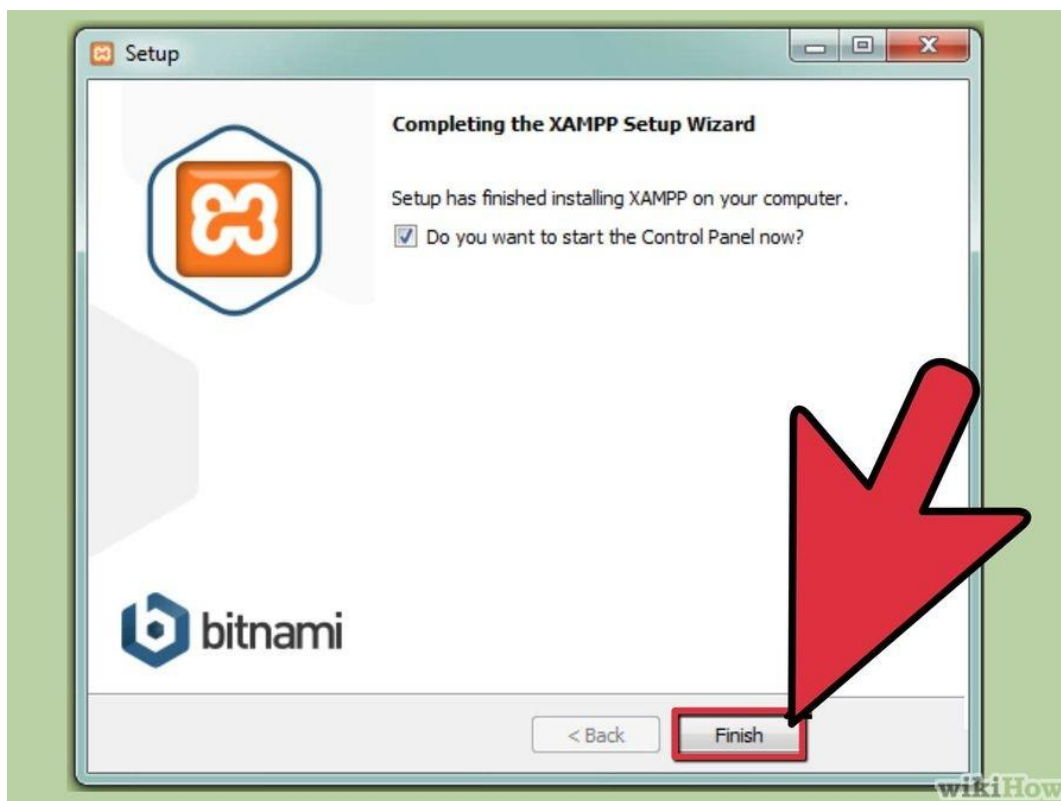 Setup
Completing the XAMPP Setup Wizard
Setup has finished installing XAMPP on your computer.
Do you want to start the Control Panel now?
bitnami
< Back
Finish
wikiHow